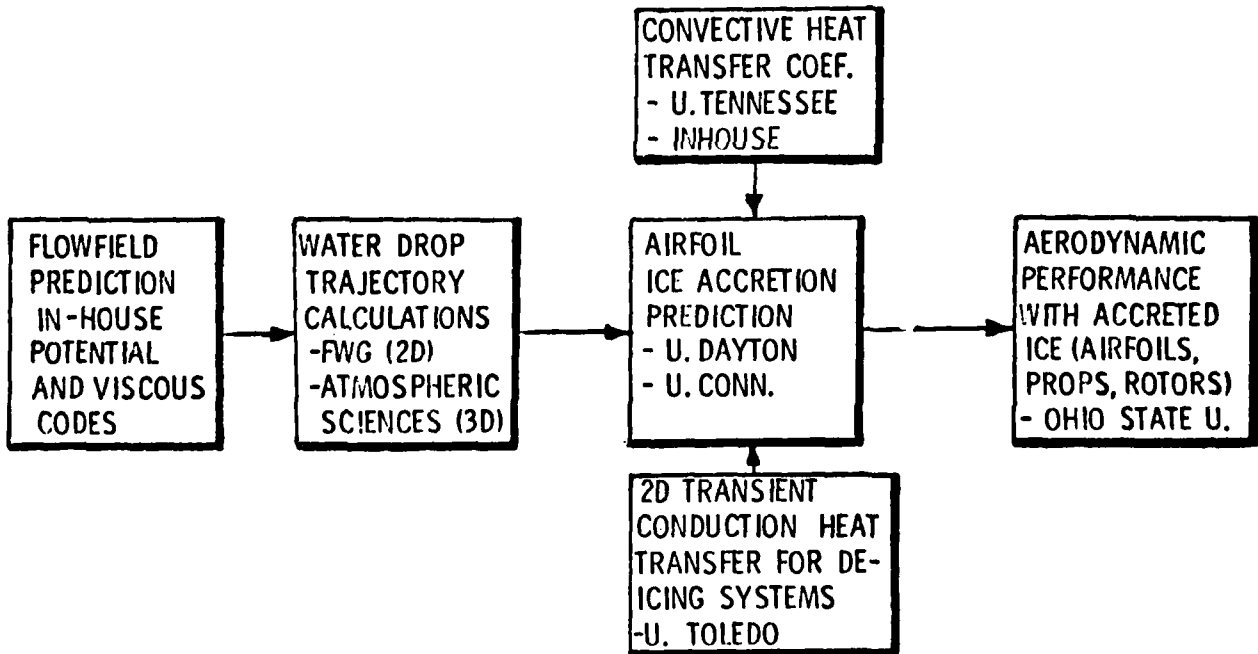 CONVECTIVE HEAT
TRANSFER COEF.
- U. TENNESSEE
- INHOUSE
FLOWFIELD
PREDICTION
IN-HOUSE
POTENTIAL
AND VISCOUS
CODES
WATER DROP
TRAJECTORY
CALCULATIONS
-FWG (2D)
-ATMOSPHERIC
SCIENCES (3D)
AIRFOIL
ICE ACCRETION
PREDICTION
- U. DAYTON
- U. CONN.
AERODYNAMIC
PERFORMANCE
WITH ACCRETED
ICE (AIRFOILS,
PROPS, ROTORS)
- OHIO STATE U.
2D TRANSIENT
CONDUCTION HEAT
TRANSFER FOR DE-
ICING SYSTEMS
-U. TOLEDO